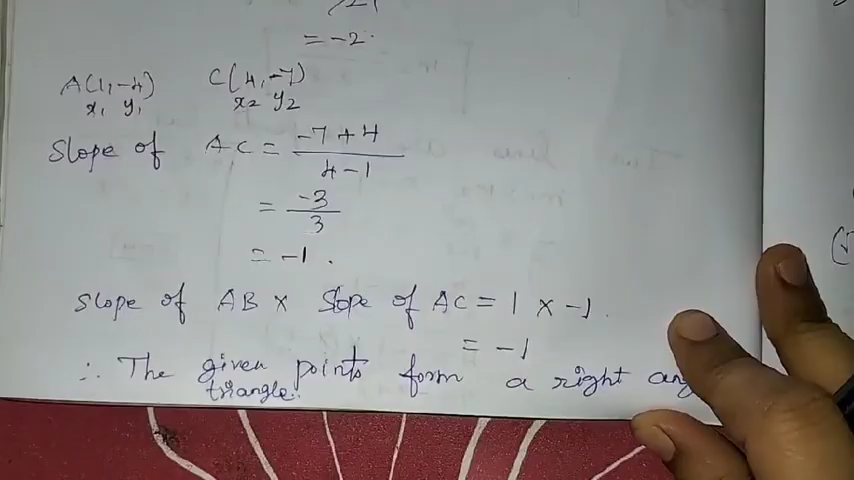 = -2.
A(1,-4) C(4,-7)
x₁ y₁ x₂ y₂
Slope of AC = -7+4
4-1
= -3
3
= -1.
Slope of AB × Slope of AC = 1 × -1.
= -1
∴ The given points form a right ang
triangle.